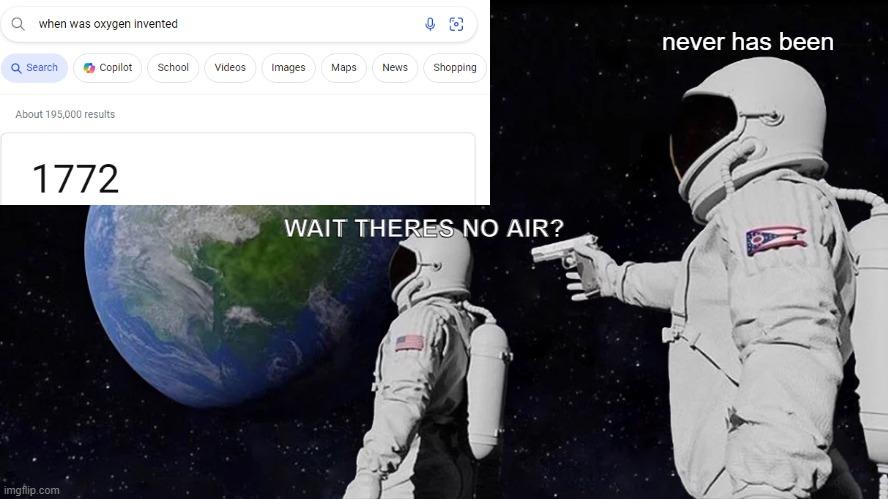 when was oxygen invented
Search Copilot School Videos Images Maps News Shopping
About 195,000 results
1772
never has been
WAIT THERES NO AIR?
imgflip.com